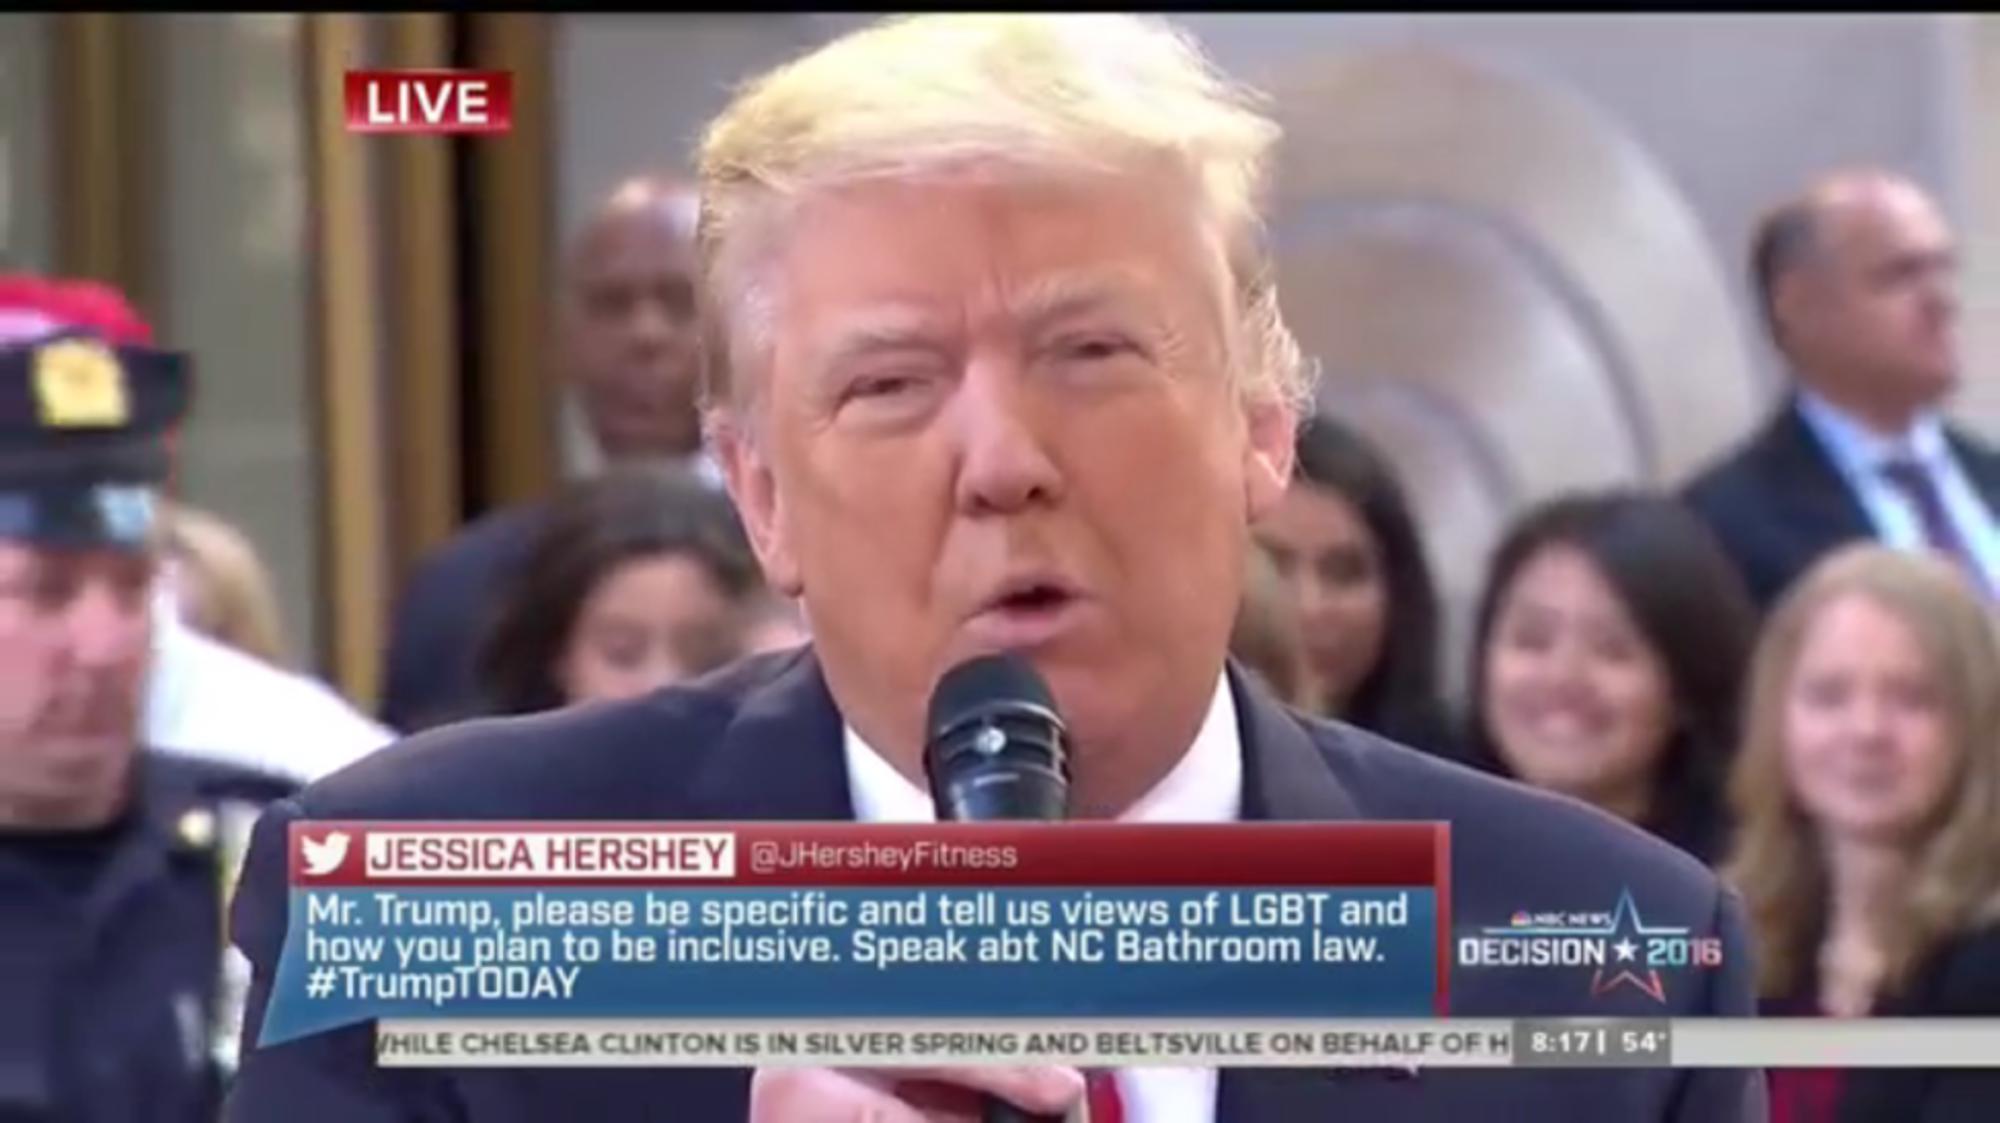 LIVE
JESSICA HERSHEY @JHersheyFitness
Mr. Trump, please be specific and tell us views of LGBT and
how you plan to be inclusive. Speak abt NC Bathroom law.
#TrumpTODAY
NBC NEWS
DECISION 2016
WHILE CHELSEA CLINTON IS IN SILVER SPRING AND BELTSVILLE ON BEHALF OF H
8:17 | 54°